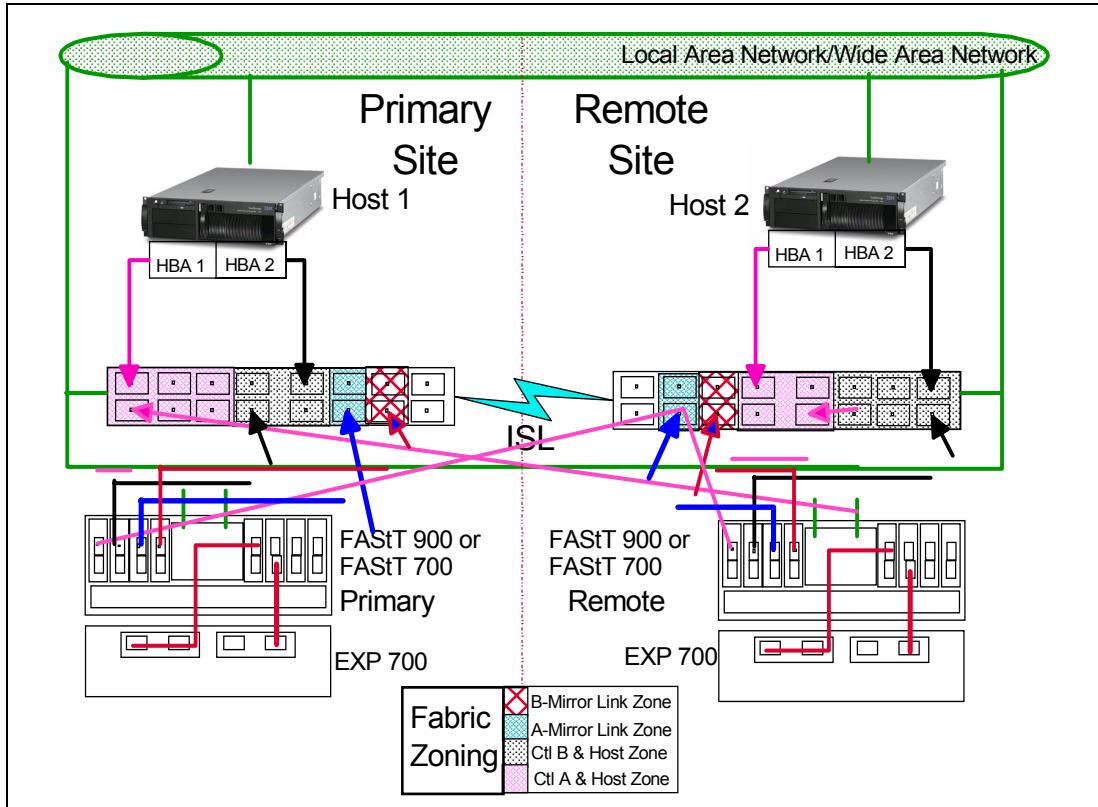 Local Area Network/Wide Area Network
Primary
Site
Remote
Site
Host 1
Host 2
HBA 1
HBA 2
HBA 1
HBA 2
ISL
FAStT 900 or
FASTT 700
Primary
FAStT 900 or
FASTT 700
Remote
EXP 700
EXP 700
Fabric
Zoning
B-Mirror Link Zone
A-Mirror Link Zone
Ctl B & Host Zone
Ctl A & Host Zone